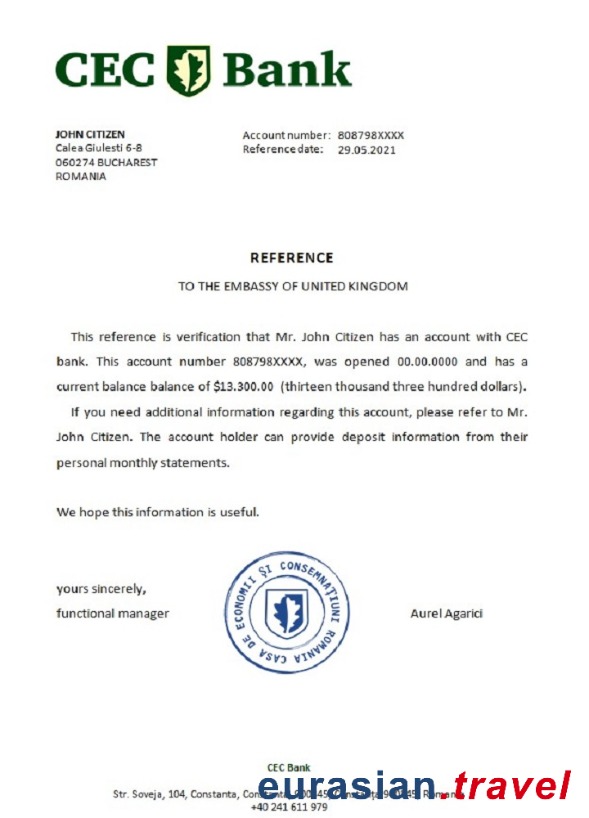 CEC Bank
JOHN CITIZEN
Calea Giulesti 6-8
060274 BUCHAREST
ROMANIA
Account number: 808798XXXX
Reference date: 29.05.2021
REFERENCE
TO THE EMBASSY OF UNITED KINGDOM
This reference is verification that Mr. John Citizen has an account with CEC
bank. This account number 808798XXXX, was opened 00.00.0000 and has a
current balance balance of $13.300.00 (thirteen thousand three hundred dollars).
If you need additional information regarding this account, please refer to Mr.
John Citizen. The account holder can provide deposit information from their
personal monthly statements.
We hope this information is useful.
yours sincerely,
functional manager
CASA DE ECONOMII ŞI CONSEMNAŢIUNI ROMANIA
Aurel Agarici
CEC Bank
Str. Soveja, 104, Constanta,
eurasian.travel
+40 241 611 979